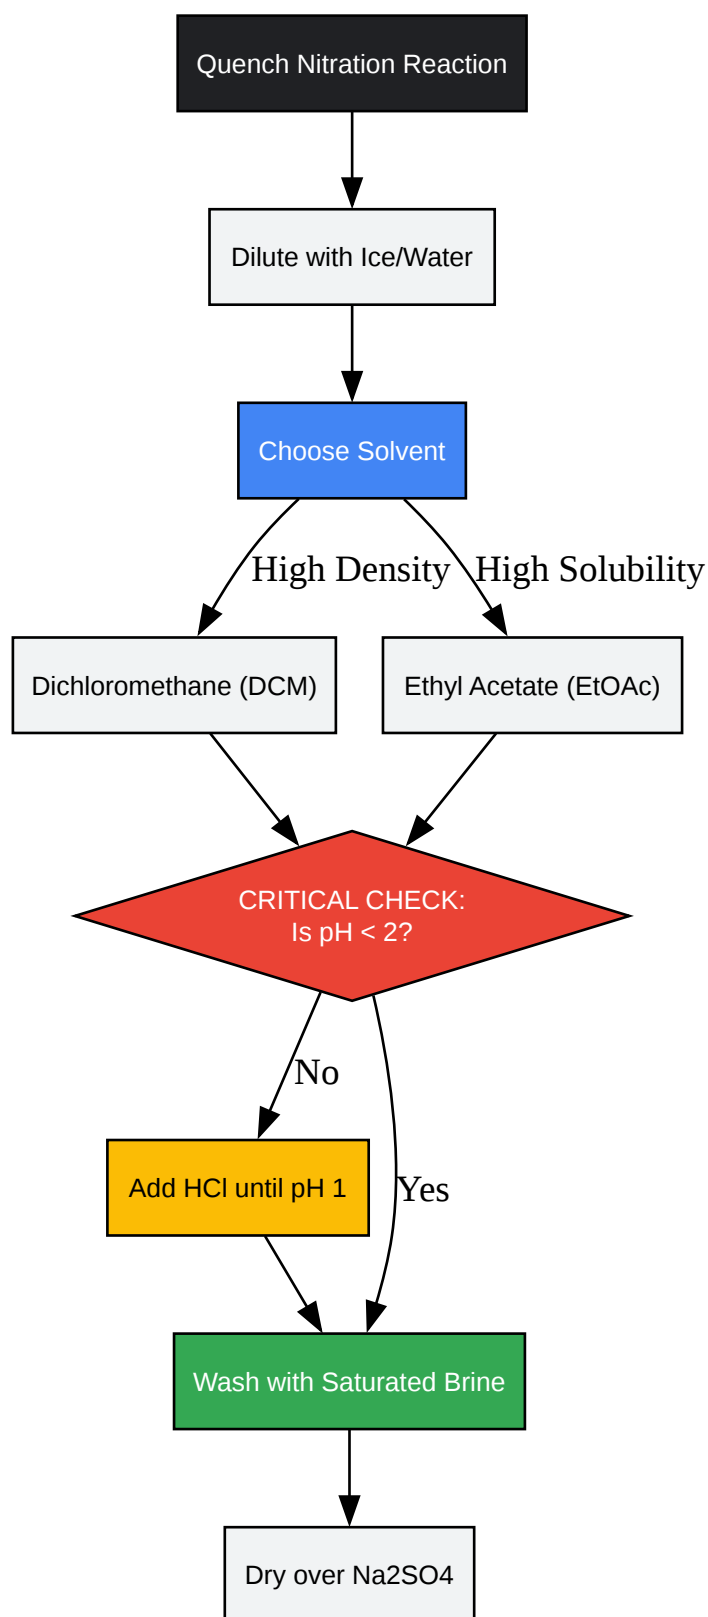 Quench Nitration Reaction
Dilute with Ice/Water
Choose Solvent
High Density
High Solubility
Dichloromethane (DCM)
Ethyl Acetate (EtOAc)
CRITICAL CHECK:
Is pH < 2?
No
Add HCl until pH 1
Yes
Wash with Saturated Brine
Dry over Na2SO4